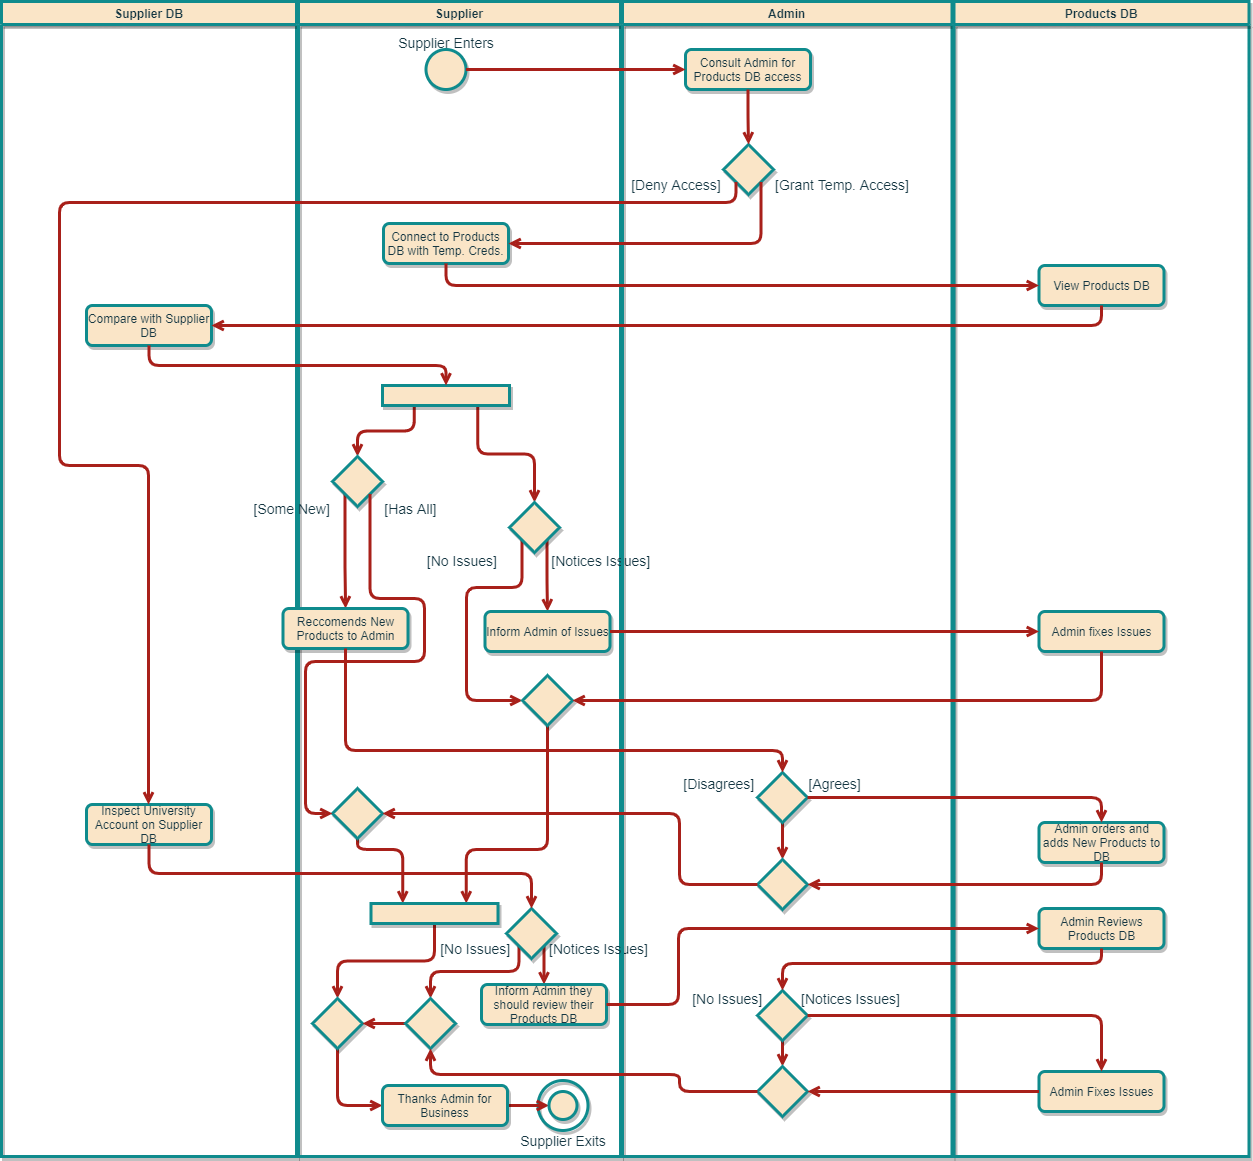 Supplier DB
Supplier
Admin
Products DB
Supplier Enters
Consult Admin for
Products DB access
[Deny Access]
[Grant Temp. Access]
Connect to Products
DB with Temp. Creds.
View Products DB
Compare with Supplier
DB
[Some New]
[Has All]
[No Issues]
[Notices Issues]
Reccomends New
Products to Admin
Inform Admin of Issues
Admin fixes Issues
[Disagrees]
[Agrees]
Inspect University
Account on Supplier
DB
Admin orders and
adds New Products to
DB
Admin Reviews
Products DB
[No Issues]
[Notices Issues]
Inform Admin they
should review their
Products DB
[No Issues]
[Notices Issues]
Thanks Admin for
Business
Admin Fixes Issues
Supplier Exits